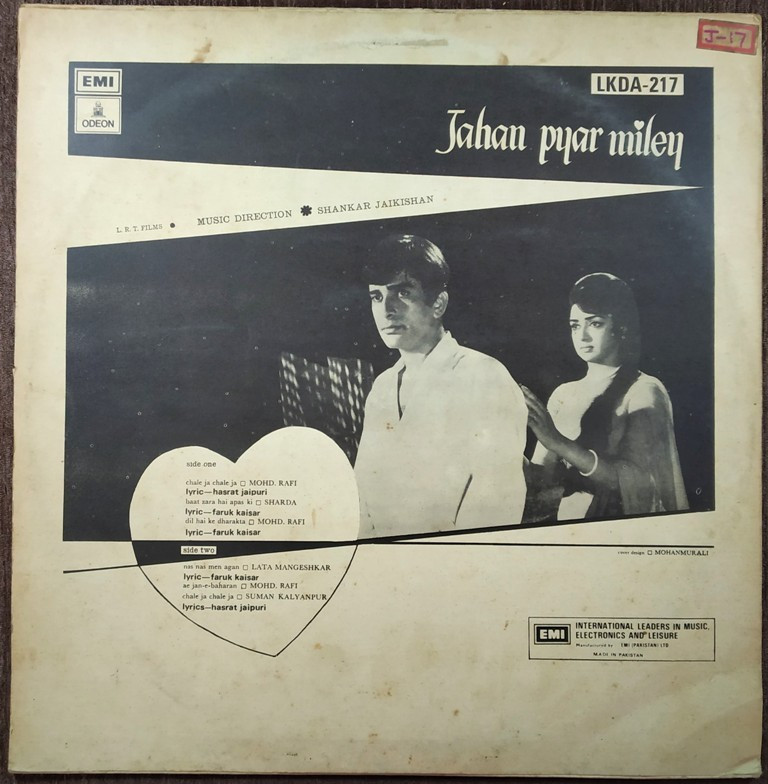 J-17
EMI
ODEON
LKDA-217
Jahan pyar miley
L. R. T. FILMS ● MUSIC DIRECTION ✱ SHANKAR JAIKISHAN
side one
chale ja chale ja □ MOHD. RAFI
lyric—hasrat jaipuri
baat zara hai apas ki □ SHARDA
lyric—faruk kaisar
dil hai ke dharakta □ MOHD. RAFI
lyric—faruk kaisar
side two
nas nai men agan □ LATA MANGESHKAR
lyric—faruk kaisar
ae jan-e-baharan □ MOHD. RAFI
chale ja chale ja □ SUMAN KALYANPUR
lyrics—hasrat jaipuri
cover design □ MOHANMURALI
EMI
INTERNATIONAL LEADERS IN MUSIC,
ELECTRONICS AND LEISURE
Manufactured by EMI (PAKISTAN) LTD.
MADE IN PAKISTAN